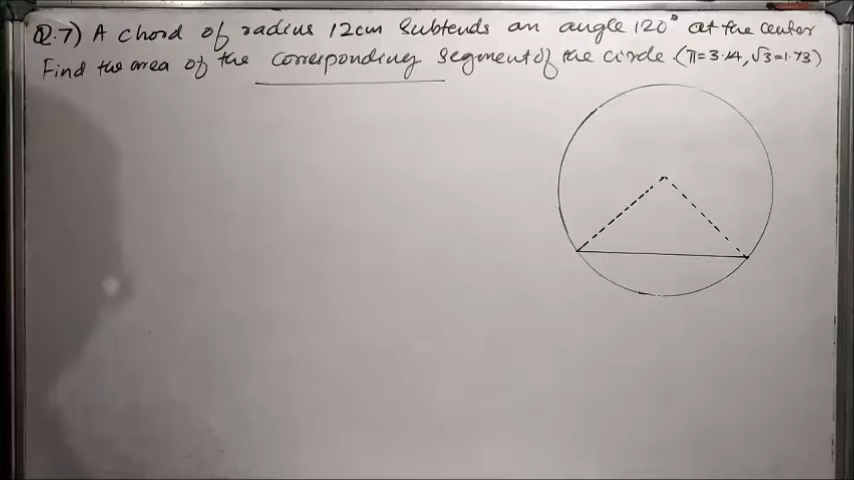 Q.7) A chord of radius 12cm Subtends an angle 120° at the center
Find the area of the corresponding segment of the circle. (π=3.14, √3=1.73)